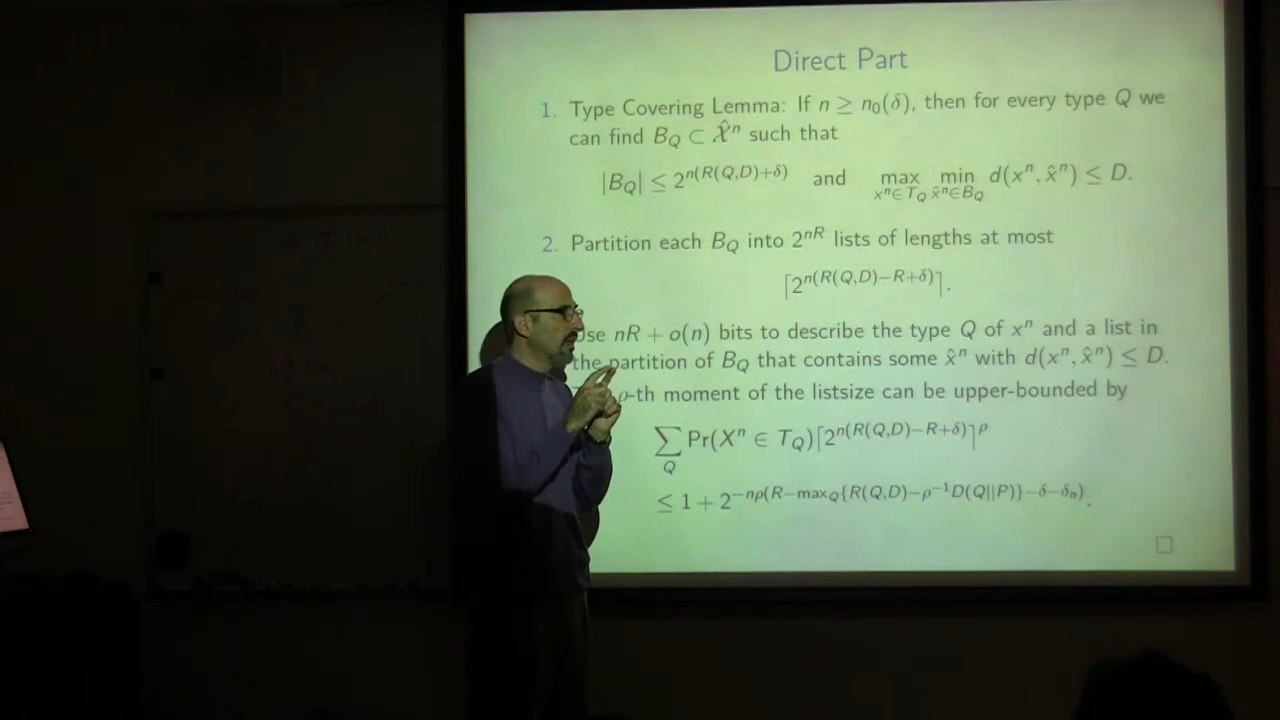 Direct Part
1. Type Covering Lemma: If n ≥ n₀(δ), then for every type Q we
can find B_Q ⊂ X̂ⁿ such that
|B_Q| ≤ 2^{n(R(Q,D)+δ)} and max_{xⁿ∈T_Q} min_{x̂ⁿ∈B_Q} d(xⁿ, x̂ⁿ) ≤ D.
2. Partition each B_Q into 2^{nR} lists of lengths at most
⌈2^{n(R(Q,D)−R+δ)}⌉.
nR + o(n) bits to describe the type Q of xⁿ and a list in
the partition of B_Q that contains some x̂ⁿ with d(xⁿ, x̂ⁿ) ≤ D.
ρ-th moment of the listsize can be upper-bounded by
∑_Q Pr(Xⁿ ∈ T_Q)⌈2^{n(R(Q,D)−R+δ)}⌉^ρ
≤ 1 + 2^{−nρ(R−max_Q{R(Q,D)−ρ^{−1}D(Q||P)}−δ−δ_n)}.
□